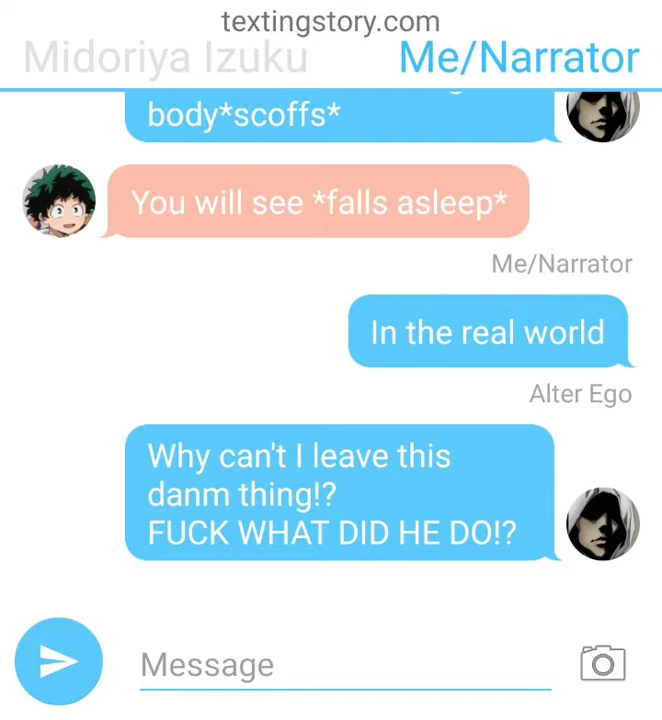 textingstory.com
Midoriya Izuku
Me/Narrator
body*scoffs*
You will see *falls asleep*
Me/Narrator
In the real world
Alter Ego
Why can't I leave this
danm thing!?
FUCK WHAT DID HE DO!?
Message